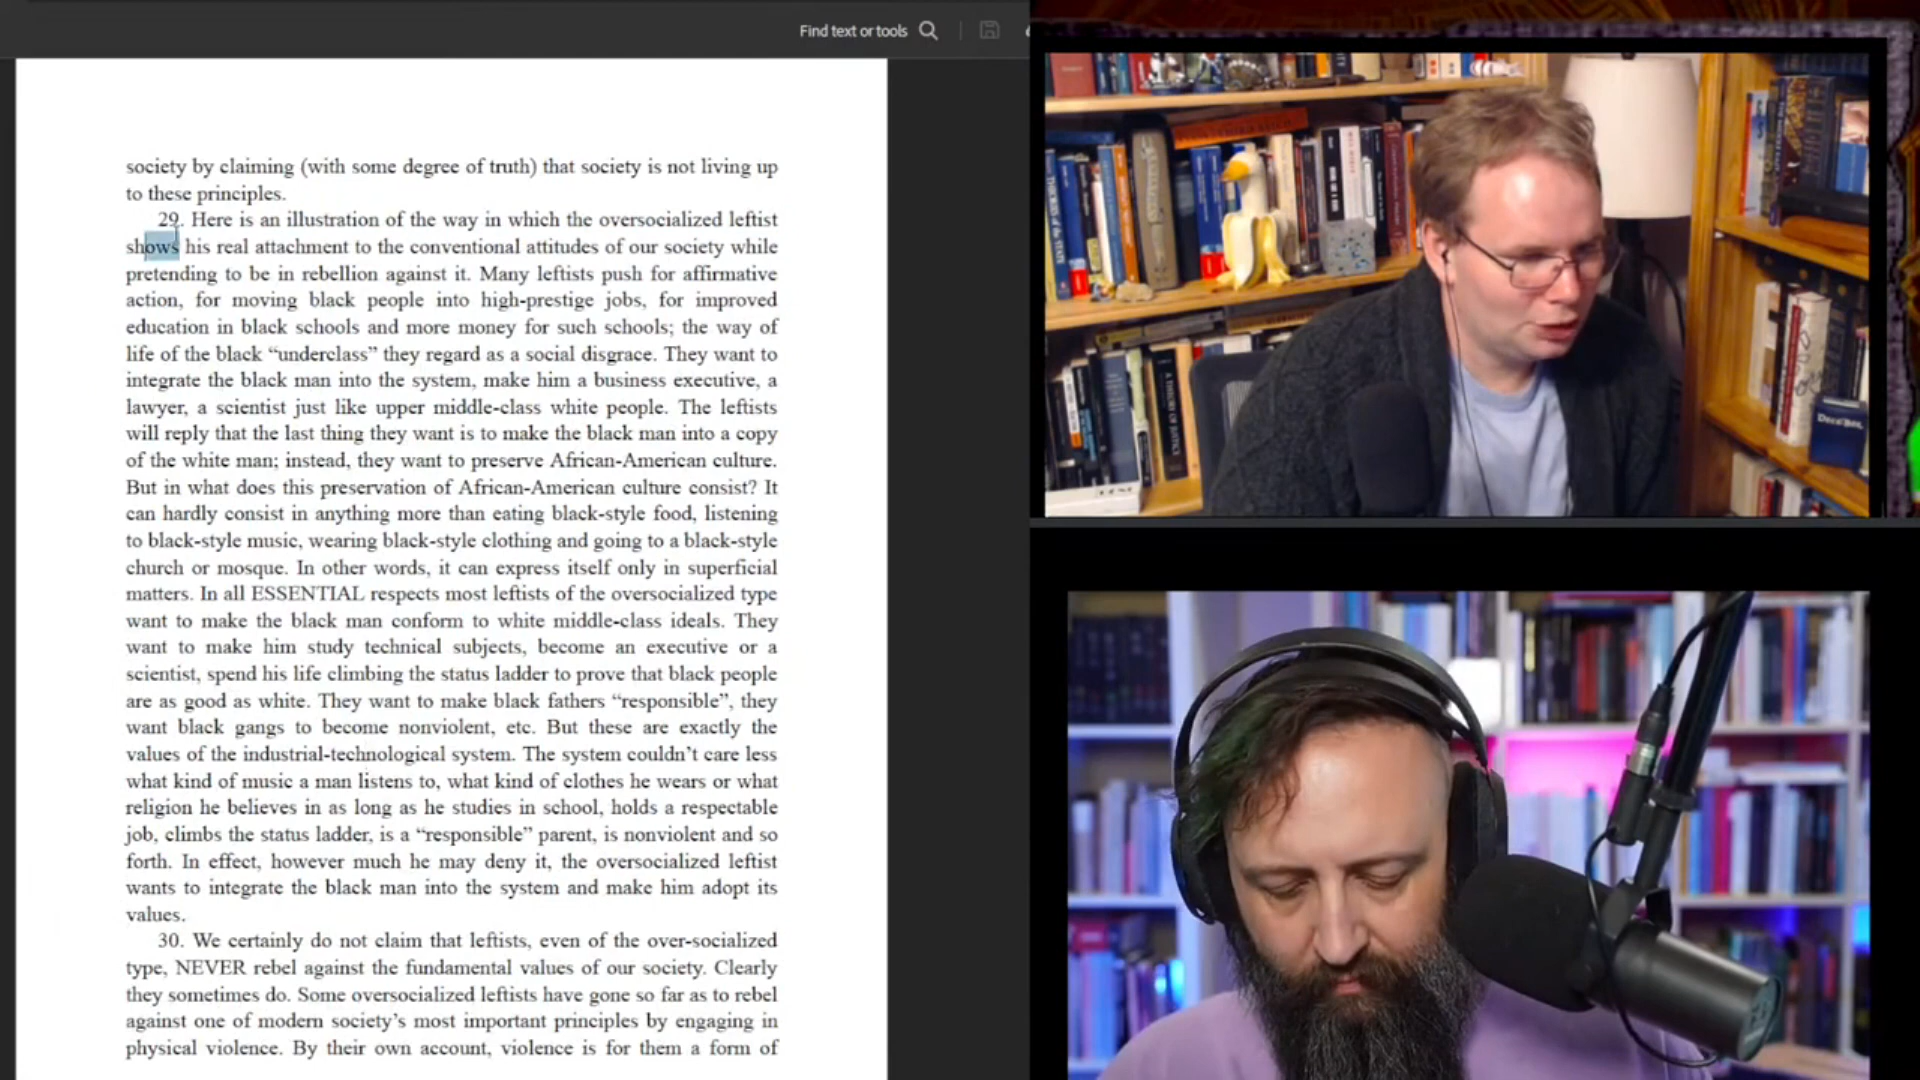 Find text or tools
society by claiming (with some degree of truth) that society is not living up
to these principles.
29. Here is an illustration of the way in which the oversocialized leftist
shows his real attachment to the conventional attitudes of our society while
pretending to be in rebellion against it. Many leftists push for affirmative
action, for moving black people into high-prestige jobs, for improved
education in black schools and more money for such schools; the way of
life of the black “underclass” they regard as a social disgrace. They want to
integrate the black man into the system, make him a business executive, a
lawyer, a scientist just like upper middle-class white people. The leftists
will reply that the last thing they want is to make the black man into a copy
of the white man; instead, they want to preserve African-American culture.
But in what does this preservation of African-American culture consist? It
can hardly consist in anything more than eating black-style food, listening
to black-style music, wearing black-style clothing and going to a black-style
church or mosque. In other words, it can express itself only in superficial
matters. In all ESSENTIAL respects most leftists of the oversocialized type
want to make the black man conform to white middle-class ideals. They
want to make him study technical subjects, become an executive or a
scientist, spend his life climbing the status ladder to prove that black people
are as good as white. They want to make black fathers “responsible”, they
want black gangs to become nonviolent, etc. But these are exactly the
values of the industrial-technological system. The system couldn’t care less
what kind of music a man listens to, what kind of clothes he wears or what
religion he believes in as long as he studies in school, holds a respectable
job, climbs the status ladder, is a “responsible” parent, is nonviolent and so
forth. In effect, however much he may deny it, the oversocialized leftist
wants to integrate the black man into the system and make him adopt its
values.
30. We certainly do not claim that leftists, even of the over-socialized
type, NEVER rebel against the fundamental values of our society. Clearly
they sometimes do. Some oversocialized leftists have gone so far as to rebel
against one of modern society’s most important principles by engaging in
physical violence. By their own account, violence is for them a form of